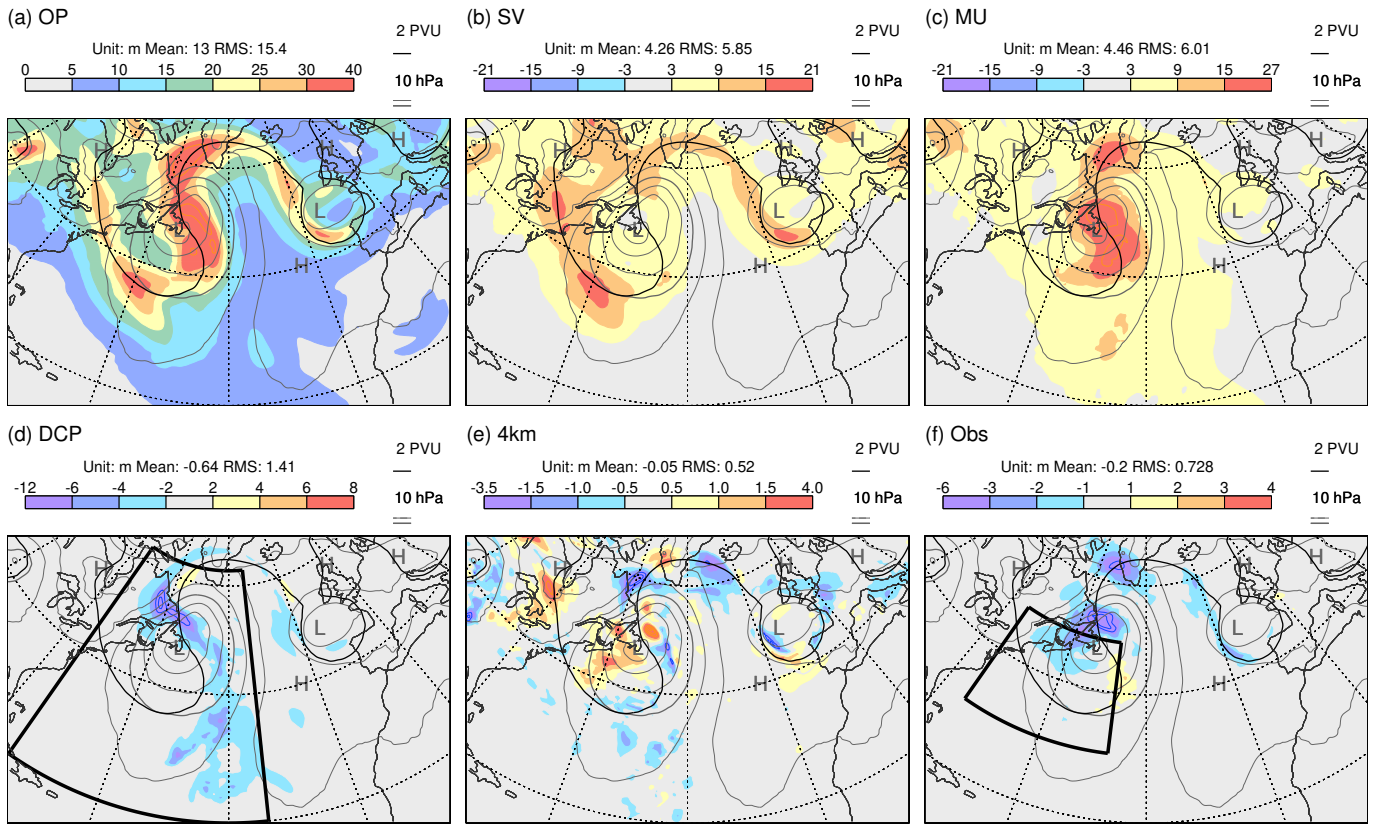 (a) OP
2 PVU
Unit: m Mean: 13 RMS: 15.4
0 5 10 15 20 25 30 40
10 hPa
H H H
L L
H
(b) SV
2 PVU
Unit: m Mean: 4.26 RMS: 5.85
-21 -15 -9 -3 3 9 15 21
10 hPa
H H H
L L
H
(c) MU
2 PVU
Unit: m Mean: 4.46 RMS: 6.01
-21 -15 -9 -3 3 9 15 27
10 hPa
H H H
L L
H
(d) DCP
2 PVU
Unit: m Mean: -0.64 RMS: 1.41
-12 -6 -4 -2 2 4 6 8
10 hPa
H H H
L L
H
(e) 4km
2 PVU
Unit: m Mean: -0.05 RMS: 0.52
-3.5 -1.5 -1.0 -0.5 0.5 1.0 1.5 4.0
10 hPa
H H H
L L
H
(f) Obs
2 PVU
Unit: m Mean: -0.2 RMS: 0.728
-6 -3 -2 -1 1 2 3 4
10 hPa
H H H
L L
H